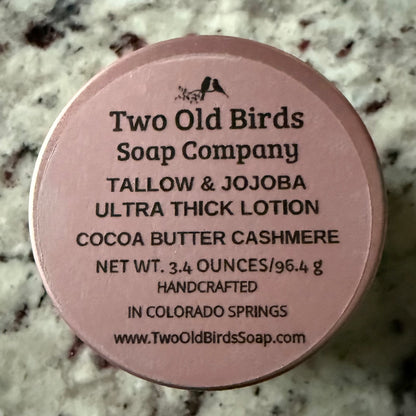 Two Old Birds
Soap Company
TALLOW & JOJOBA
ULTRA THICK LOTION
COCOA BUTTER CASHMERE
NET WT. 3.4 OUNCES/96.4 g
HANDCRAFTED
IN COLORADO SPRINGS
www.TwoOldBirdsSoap.com